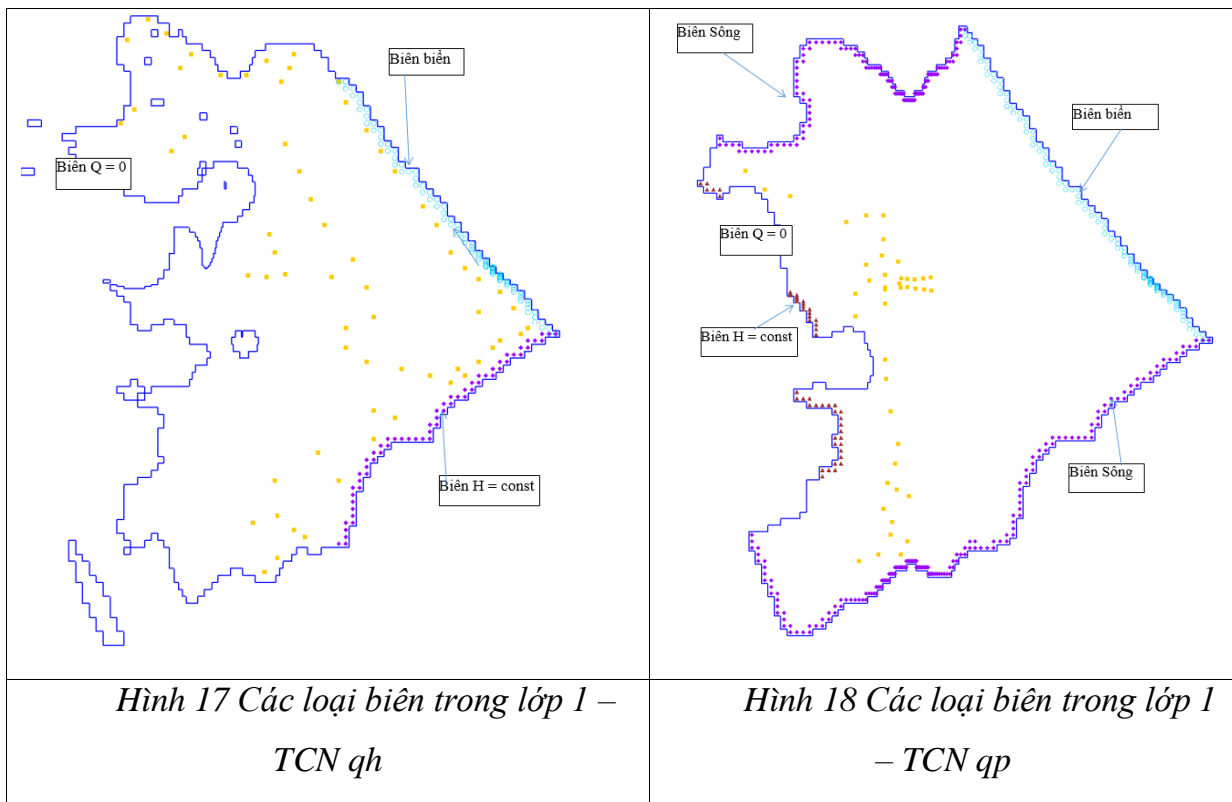 Biên biển
Biên Q = 0
Biên H = const
Hình 17 Các loại biên trong lớp 1 –
TCN qh
Biên Sông
Biên biển
Biên Q = 0
Biên H = const
Biên Sông
Hình 18 Các loại biên trong lớp 1
– TCN qp